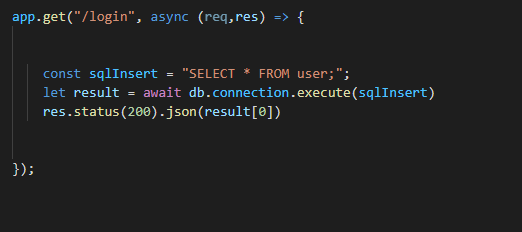 app.get("/login", async (req,res) => {
const sqlInsert = "SELECT * FROM user;";
let result = await db.connection.execute(sqlInsert)
res.status(200).json(result[0])
});